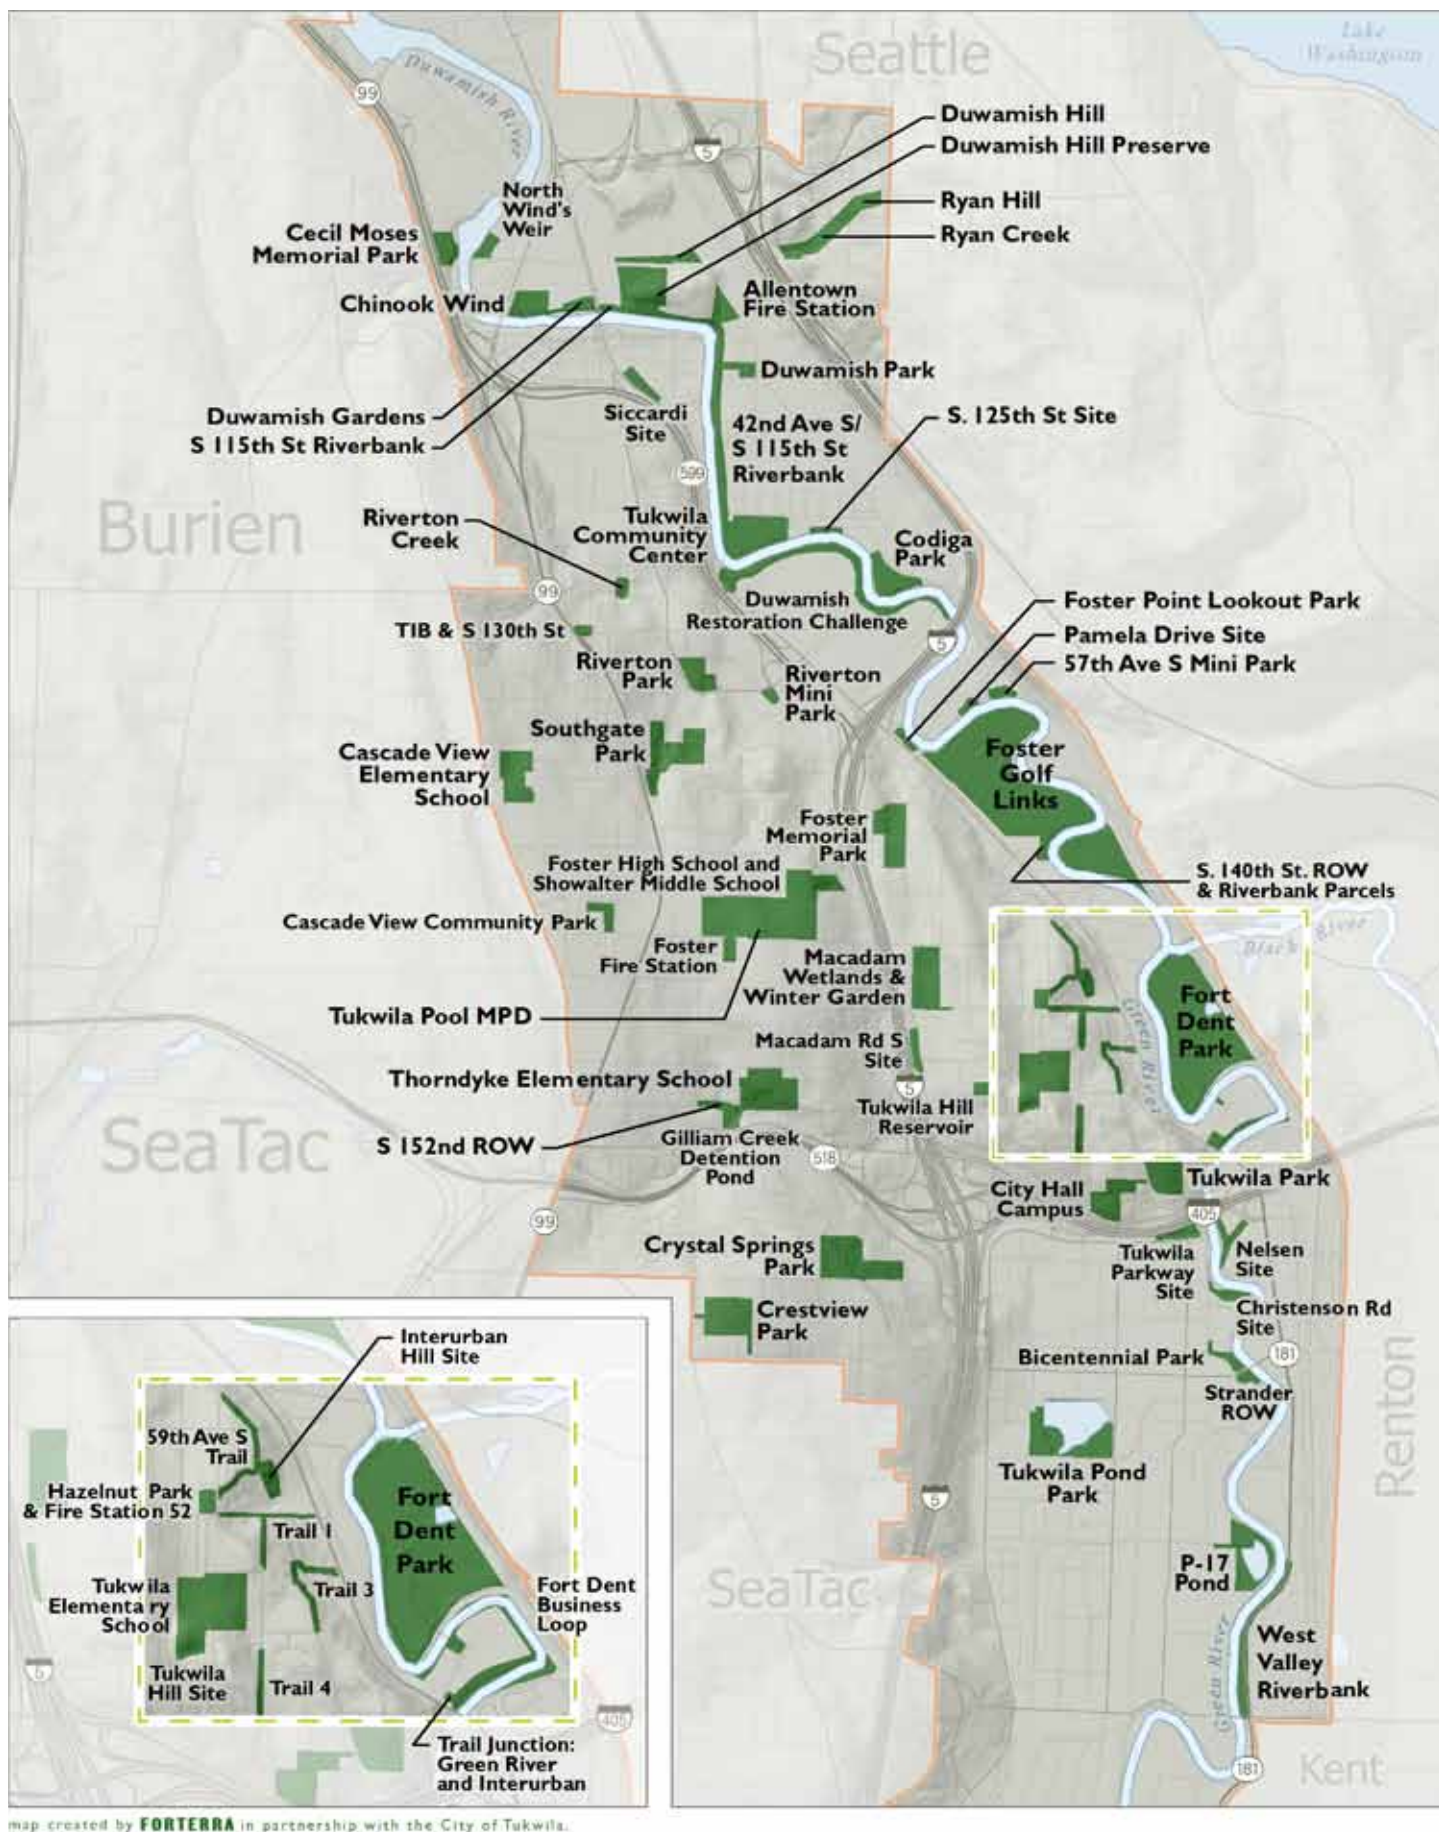 Seattle
Lake
Washington
99
Duwamish River
5
Duwamish Hill
Duwamish Hill Preserve
North
Wind's
Weir
Ryan Hill
Ryan Creek
Cecil Moses
Memorial Park
Chinook Wind
Allentown
Fire Station
Duwamish Park
Duwamish Gardens
S 115th St Riverbank
Siccardi
Site
42nd Ave S/
S 115th St
Riverbank
S. 125th St Site
599
Burien
Riverton
Creek
Tukwila
Community
Center
Codiga
Park
99
Duwamish
Restoration Challenge
Foster Point Lookout Park
Pamela Drive Site
57th Ave S Mini Park
TIB & S 130th St
5
Riverton
Park
Riverton
Mini
Park
Southgate
Park
Cascade View
Elementary
School
Foster
Golf
Links
Foster
Memorial
Park
Foster High School and
Showalter Middle School
S. 140th St. ROW
& Riverbank Parcels
Cascade View Community Park
Foster
Fire Station
Black River
Macadam
Wetlands &
Winter Garden
Tukwila Pool MPD
Fort
Dent
Park
Green River
Macadam Rd S
Site
Thorndyke Elementary School
5
Tukwila Hill
Reservoir
SeaTac
S 152nd ROW
Gilliam Creek
Detention
Pond
518
Tukwila Park
City Hall
Campus
405
99
Crystal Springs
Park
Tukwila
Parkway
Site
Nelsen
Site
Crestview
Park
Christenson Rd
Site
Bicentennial Park
181
Strander
ROW
Renton
Tukwila Pond
Park
5
P-17
Pond
SeaTac
Green River
West
Valley
Riverbank
181
Kent
Interurban
Hill Site
59th Ave S
Trail
Hazelnut Park
& Fire Station 52
Trail 1
Fort
Dent
Park
Trail 3
Tukwila
Elementary
School
Fort Dent
Business
Loop
5
Tukwila
Hill Site
Trail 4
405
Trail Junction:
Green River
and Interurban
map created by FORTERRA in partnership with the City of Tukwila.